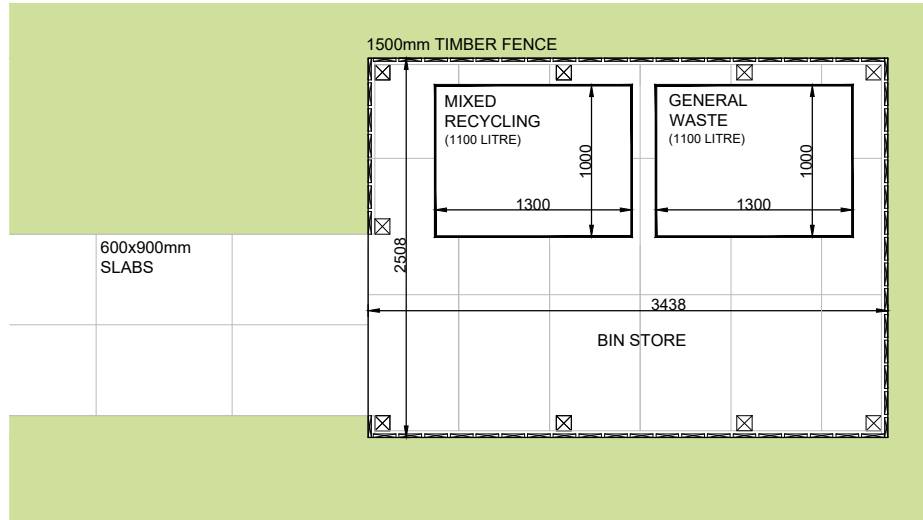 1500mm TIMBER FENCE
MIXED
RECYCLING
(1100 LITRE)
1000
1300
GENERAL
WASTE
(1100 LITRE)
1000
1300
600x900mm
SLABS
2508
3438
BIN STORE